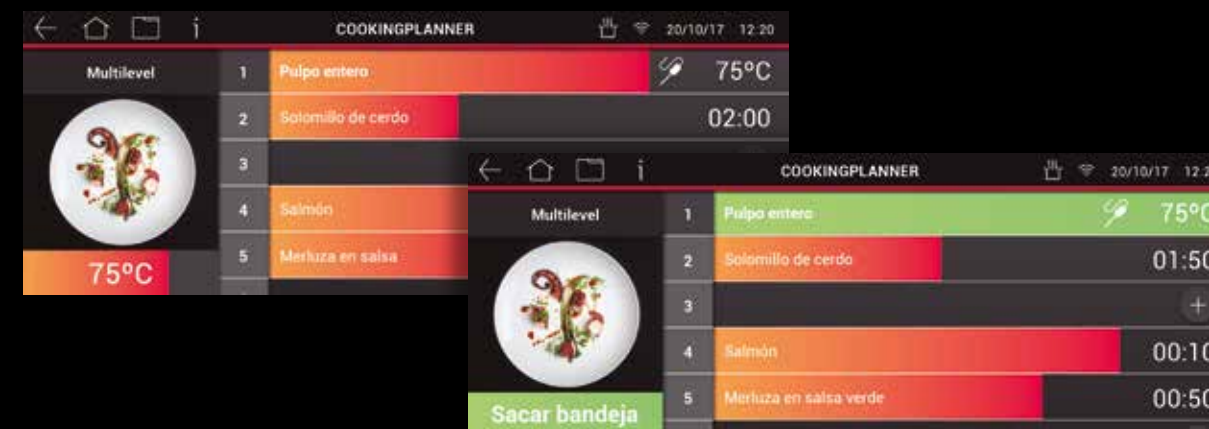 COOKINGPLANNER 20/10/17 12:20
Multilevel
1 Pulpo entero 75ºC
2 Solomillo de cerdo 02:00
3
4 Salmón
5 Merluza en salsa
75ºC
COOKINGPLANNER 20/10/17
Multilevel
1 Pulpo entero 75º
2 Solomillo de cerdo 01:50
3 +
4 Salmón 00:10
5 Merluza en salsa verde 00:50
Sacar bandeja